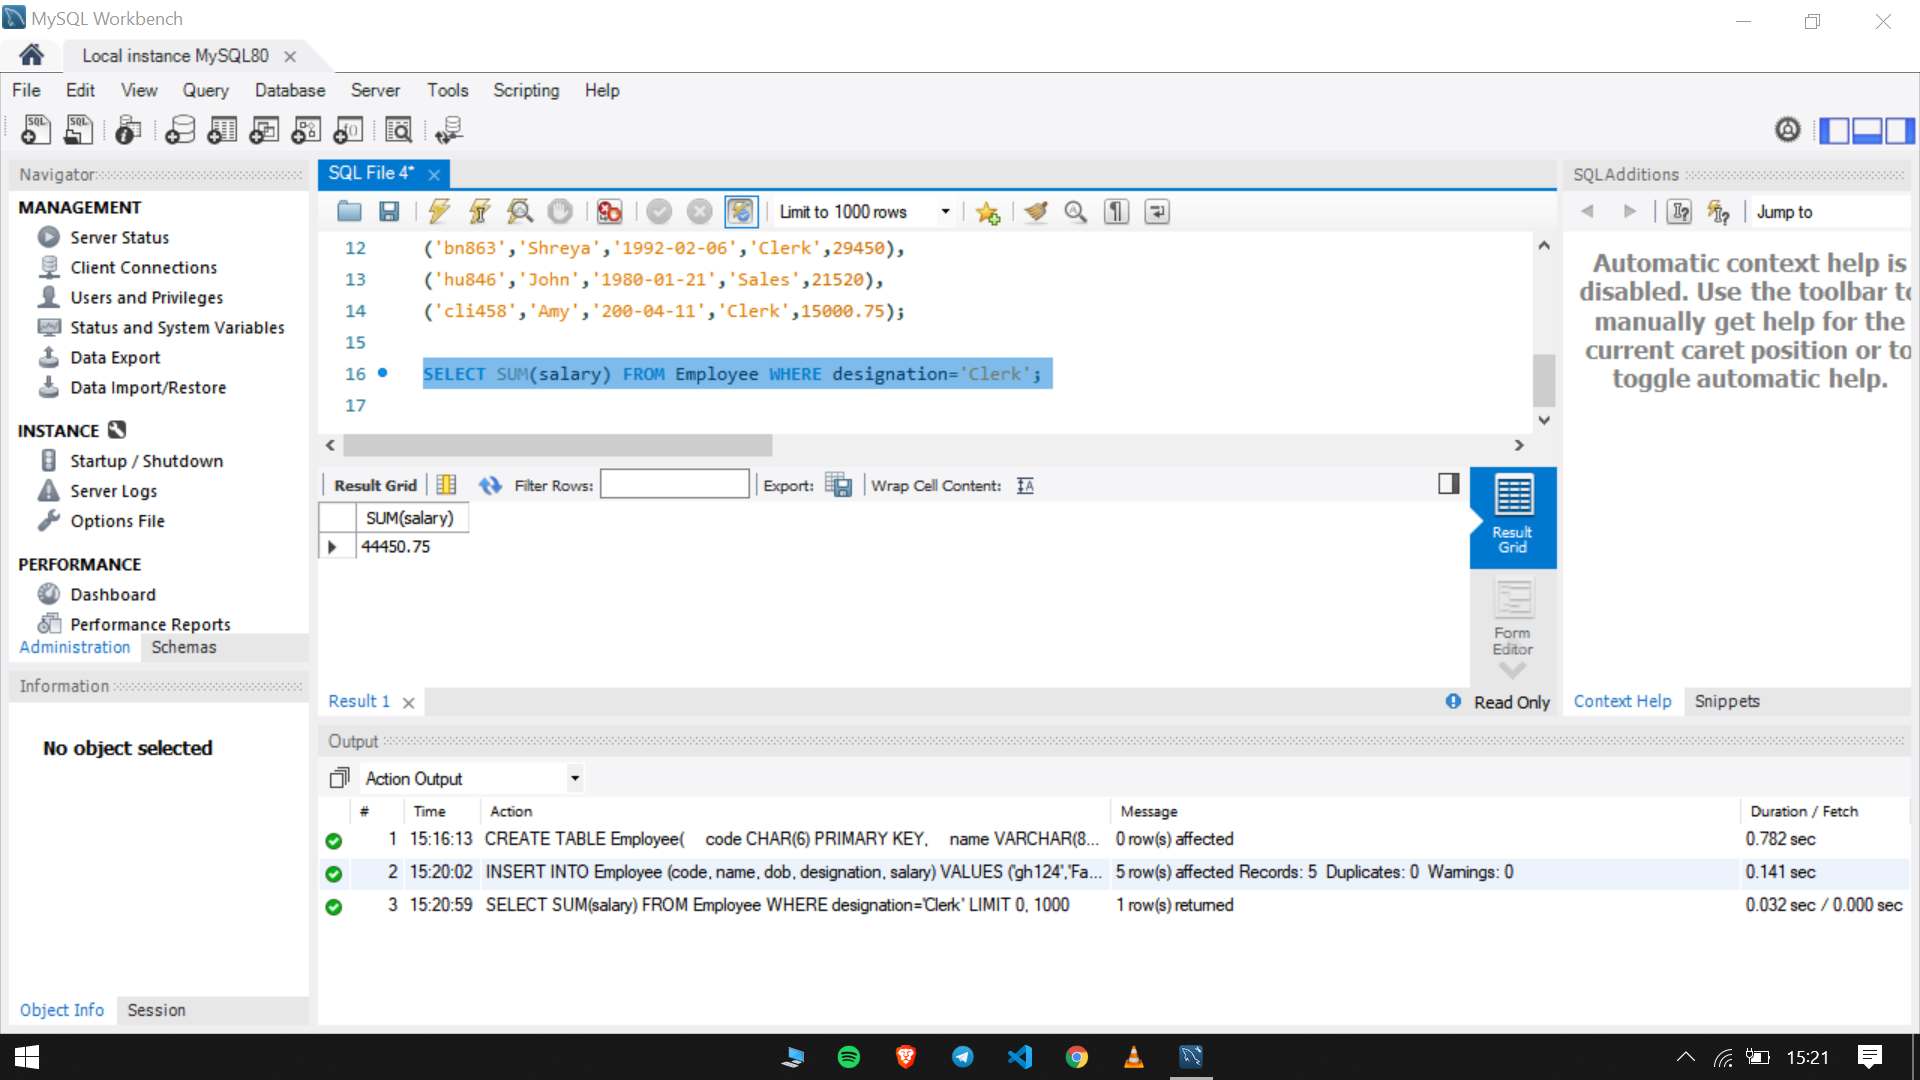 MySQL Workbench
Local instance MySQL80
File Edit View Query Database Server Tools Scripting Help
Navigator
MANAGEMENT
Server Status
Client Connections
Users and Privileges
Status and System Variables
Data Export
Data Import/Restore
INSTANCE
Startup / Shutdown
Server Logs
Options File
PERFORMANCE
Dashboard
Performance Reports
Administration Schemas
Information
No object selected
Object Info Session
SQL File 4*
Limit to 1000 rows
12 ('bn863','Shreya','1992-02-06','Clerk',29450),
13 ('hu846','John','1980-01-21','Sales',21520),
14 ('cli458','Amy','200-04-11','Clerk',15000.75);
15
16 SELECT SUM(salary) FROM Employee WHERE designation='Clerk';
17
Result Grid Filter Rows: Export: Wrap Cell Content:
SUM(salary)
44450.75
Result
Grid
Form
Editor
Result 1 Read Only
SQLAdditions
Jump to
Automatic context help is
disabled. Use the toolbar to
manually get help for the
current caret position or to
toggle automatic help.
Context Help Snippets
Output
Action Output
# Time Action Message Duration / Fetch
1 15:16:13 CREATE TABLE Employee( code CHAR(6) PRIMARY KEY, name VARCHAR(8... 0 row(s) affected 0.782 sec
2 15:20:02 INSERT INTO Employee (code, name, dob, designation, salary) VALUES ('gh124','Fa... 5 row(s) affected Records: 5 Duplicates: 0 Warnings: 0 0.141 sec
3 15:20:59 SELECT SUM(salary) FROM Employee WHERE designation='Clerk' LIMIT 0, 1000 1 row(s) returned 0.032 sec / 0.000 sec
15:21